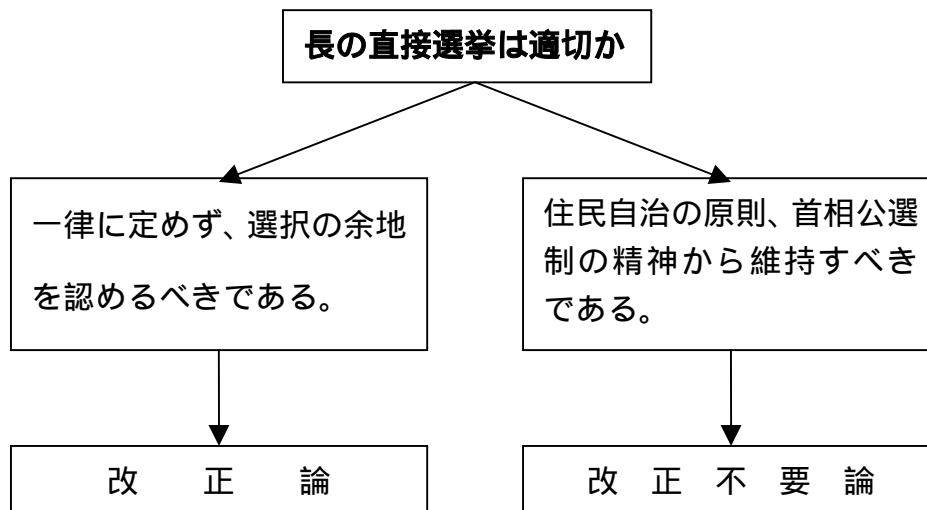 長の直接選挙は適切か
一律に定めず、選択の余地
を認めるべきである。
住民自治の原則、首相公選
制の精神から維持すべき
である。
改正論
改正不要論